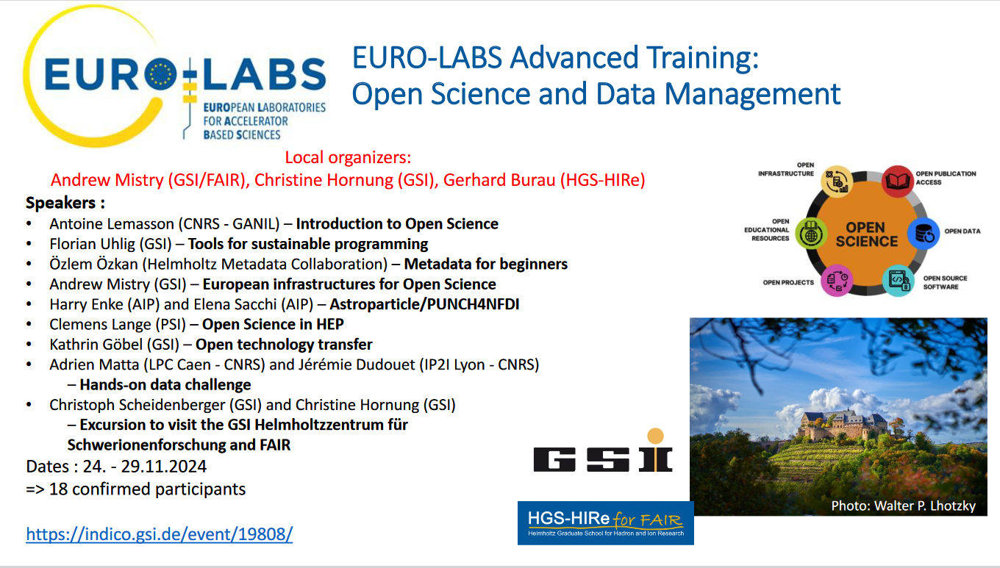 EURO-LABS
EUROPEAN LABORATORIES
FOR ACCELERATOR
BASED SCIENCES
EURO-LABS Advanced Training:
Open Science and Data Management
Local organizers:
Andrew Mistry (GSI/FAIR), Christine Hornung (GSI), Gerhard Burau (HGS-HIRe)
Speakers :
• Antoine Lemasson (CNRS - GANIL) – Introduction to Open Science
• Florian Uhlig (GSI) – Tools for sustainable programming
• Özlem Özkan (Helmholtz Metadata Collaboration) – Metadata for beginners
• Andrew Mistry (GSI) – European infrastructures for Open Science
• Harry Enke (AIP) and Elena Sacchi (AIP) – Astroparticle/PUNCH4NFDI
• Clemens Lange (PSI) – Open Science in HEP
• Kathrin Göbel (GSI) – Open technology transfer
• Adrien Matta (LPC Caen - CNRS) and Jérémie Dudouet (IP2I Lyon - CNRS)
– Hands-on data challenge
• Christoph Scheidenberger (GSI) and Christine Hornung (GSI)
– Excursion to visit the GSI Helmholtzzentrum für
Schwerionenforschung and FAIR
Dates : 24. - 29.11.2024
=> 18 confirmed participants
https://indico.gsi.de/event/19808/
OPEN
INFRASTRUCTURE
OPEN PUBLICATION
ACCESS
OPEN
EDUCATIONAL
RESOURCES
OPEN
SCIENCE
OPEN DATA
OPEN PROJECTS
OPEN SOURCE
SOFTWARE
GSI
Photo: Walter P. Lhotzky
HGS-HIRe for FAIR
Helmholtz Graduate School for Hadron and Ion Research